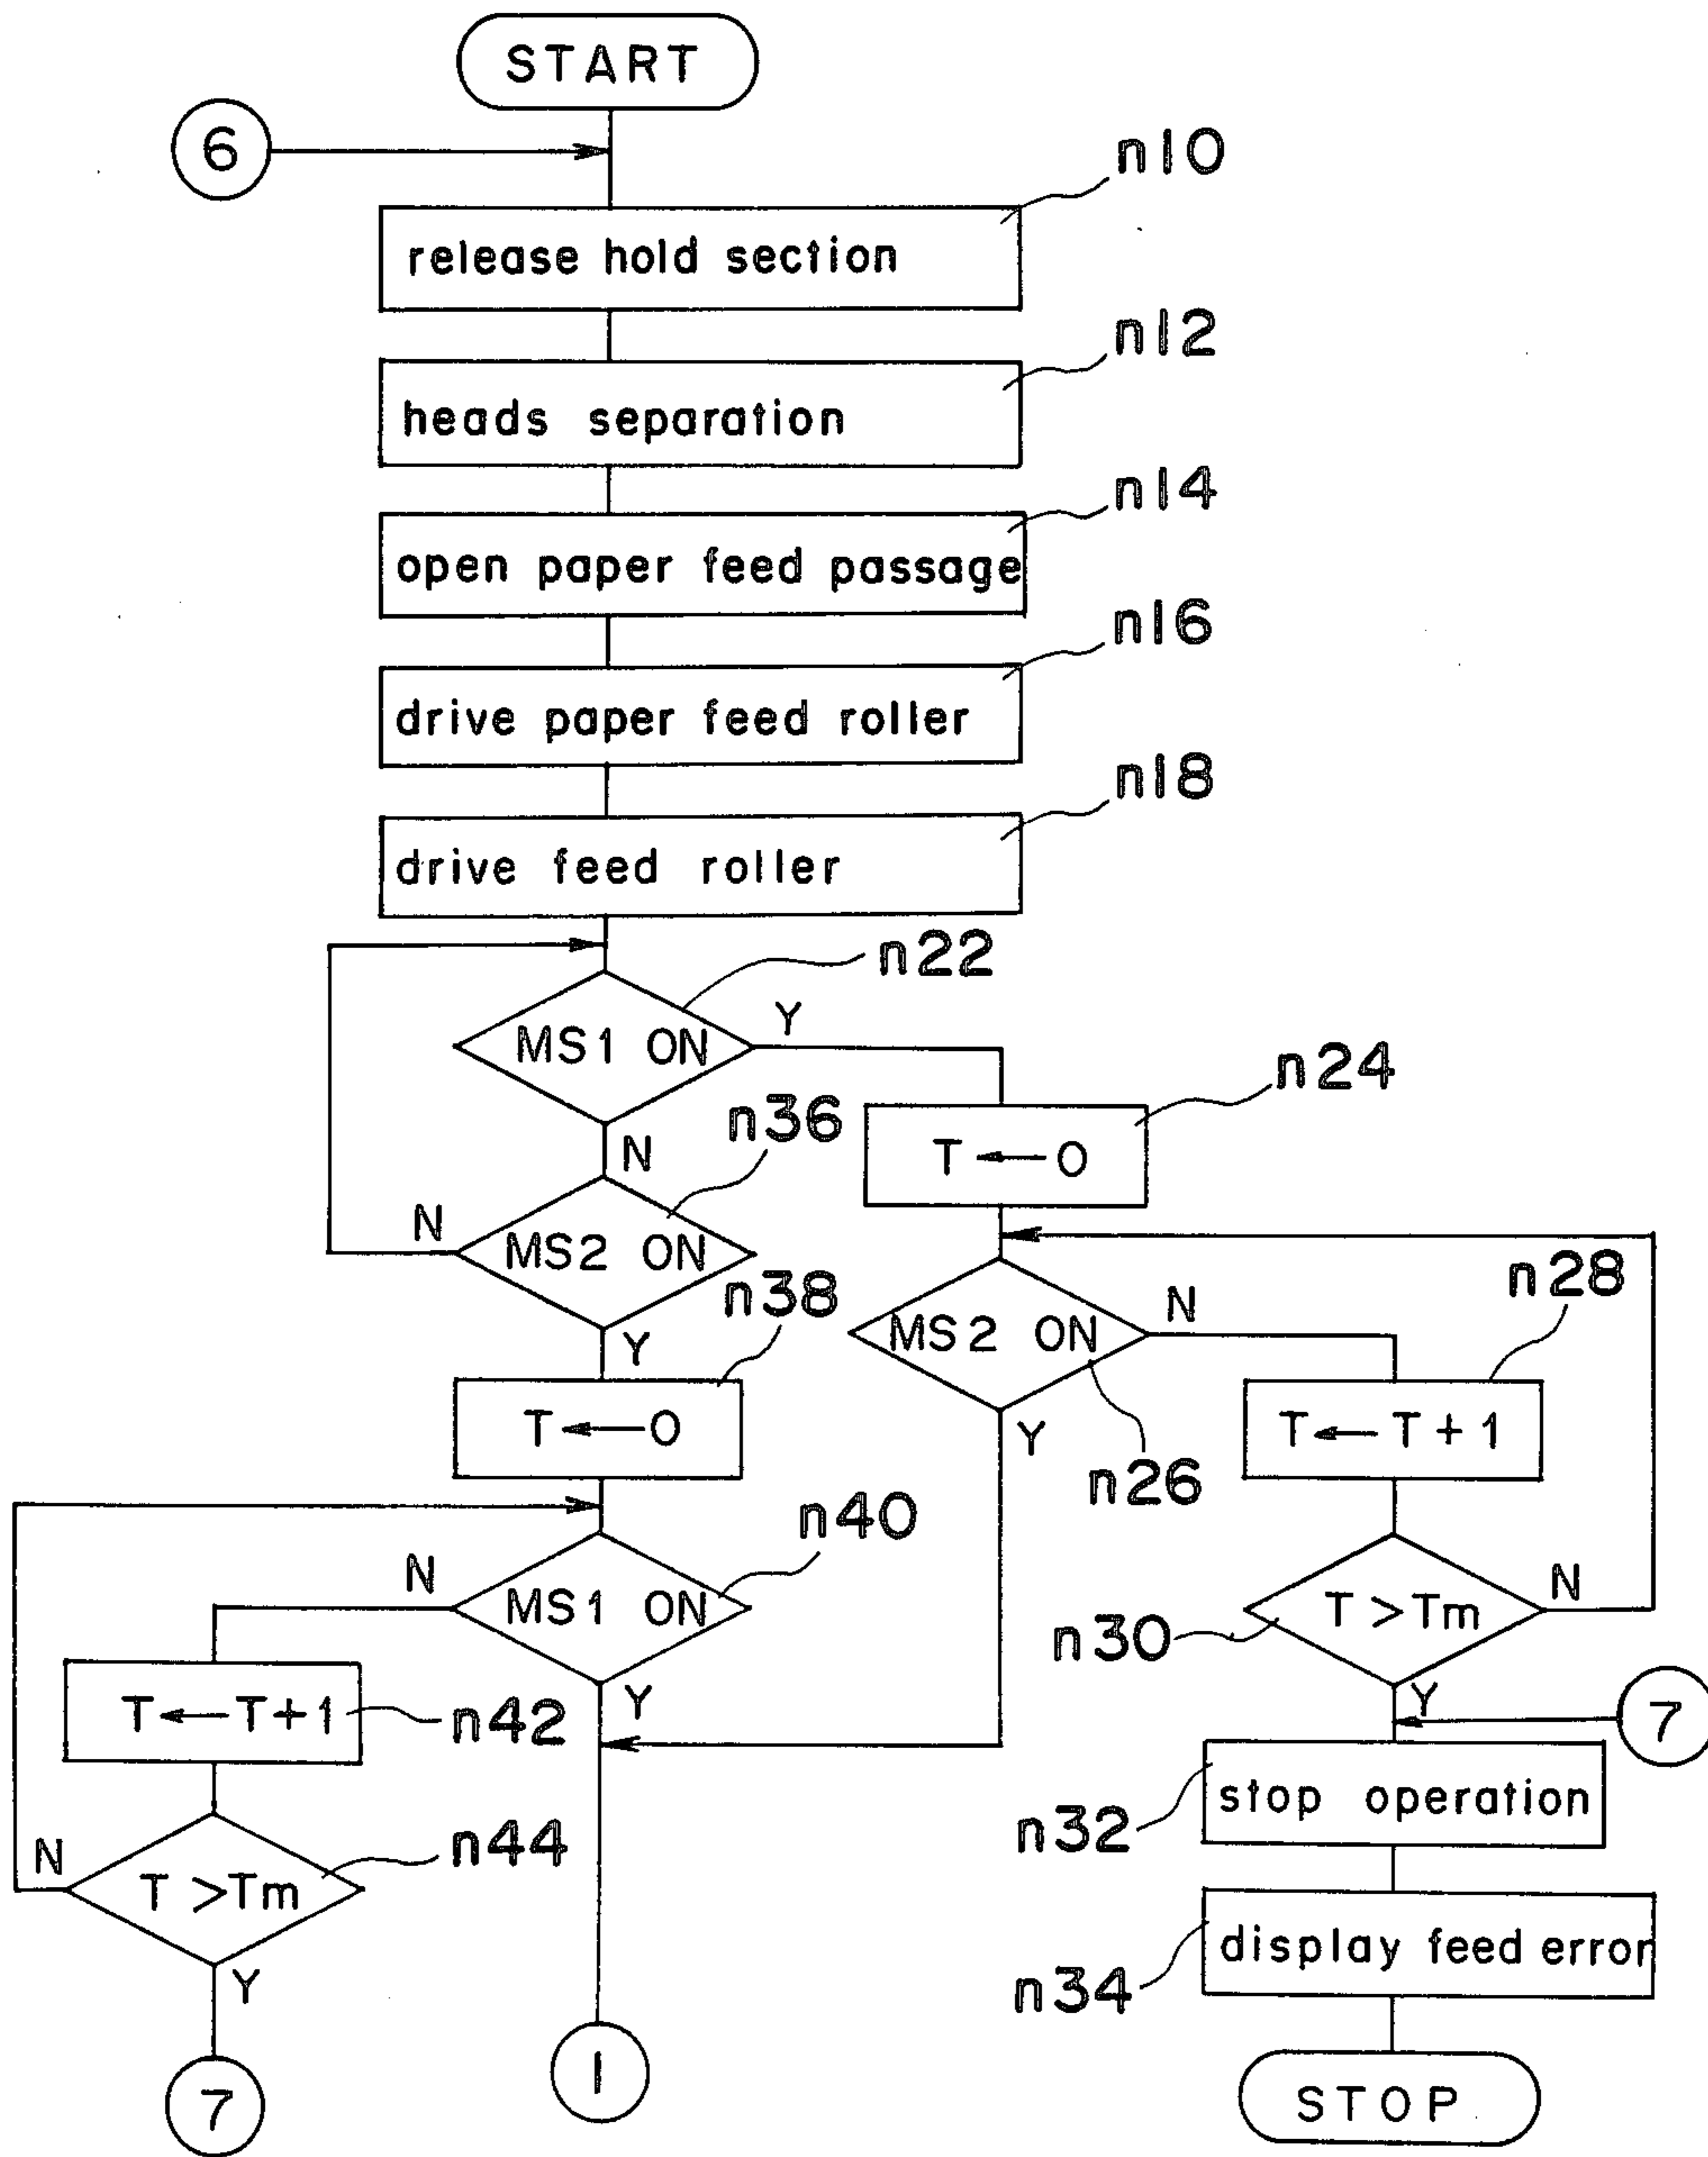 START
6
n10
release hold section
n12
heads separation
n14
open paper feed passage
n16
drive paper feed roller
n18
drive feed roller
n22
MS1 ON
Y
N
n24
T ← 0
n36
MS2 ON
N
Y
n26
MS2 ON
N
Y
n28
T ← T + 1
n38
T ← 0
n40
MS1 ON
N
Y
n30
T > Tm
N
Y
7
n42
T ← T + 1
n32
stop operation
n44
T > Tm
N
Y
n34
display feed error
7
1
STOP